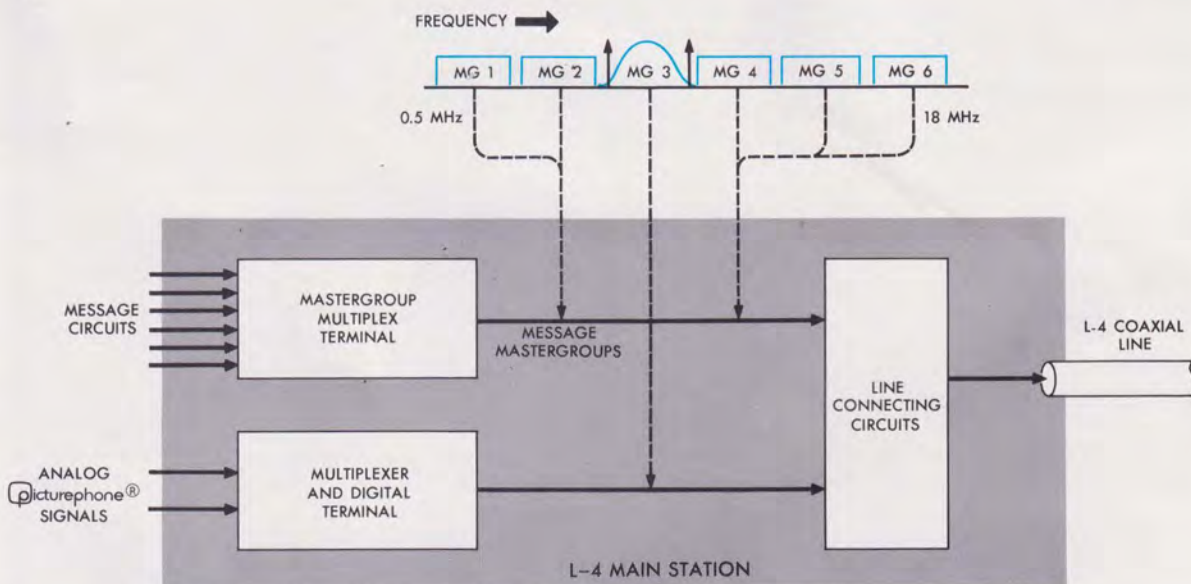 FREQUENCY
MG 1 MG 2 MG 3 MG 4 MG 5 MG 6
0.5 MHz
18 MHz
MESSAGE
CIRCUITS
MASTERGROUP
MULTIPLEX
TERMINAL
MESSAGE
MASTERGROUPS
LINE
CONNECTING
CIRCUITS
L-4 COAXIAL
LINE
ANALOG
picturephone®
SIGNALS
MULTIPLEXER
AND DIGITAL
TERMINAL
L-4 MAIN STATION